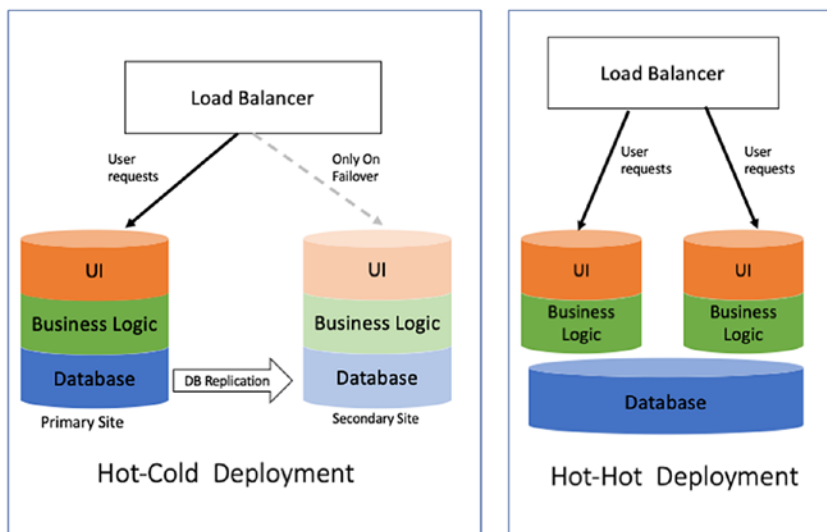 Load Balancer
User
requests
Only On
Failover
UI
Business Logic
Database
Primary Site
DB Replication
UI
Business Logic
Database
Secondary Site
Hot-Cold Deployment
Load Balancer
User
requests
User
requests
UI
Business
Logic
UI
Business
Logic
Database
Hot-Hot Deployment